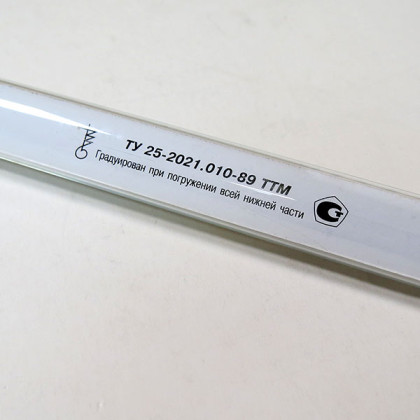 ТУ 25-2021.010-89 ТТМ
Градуирован при погружении всей нижней части